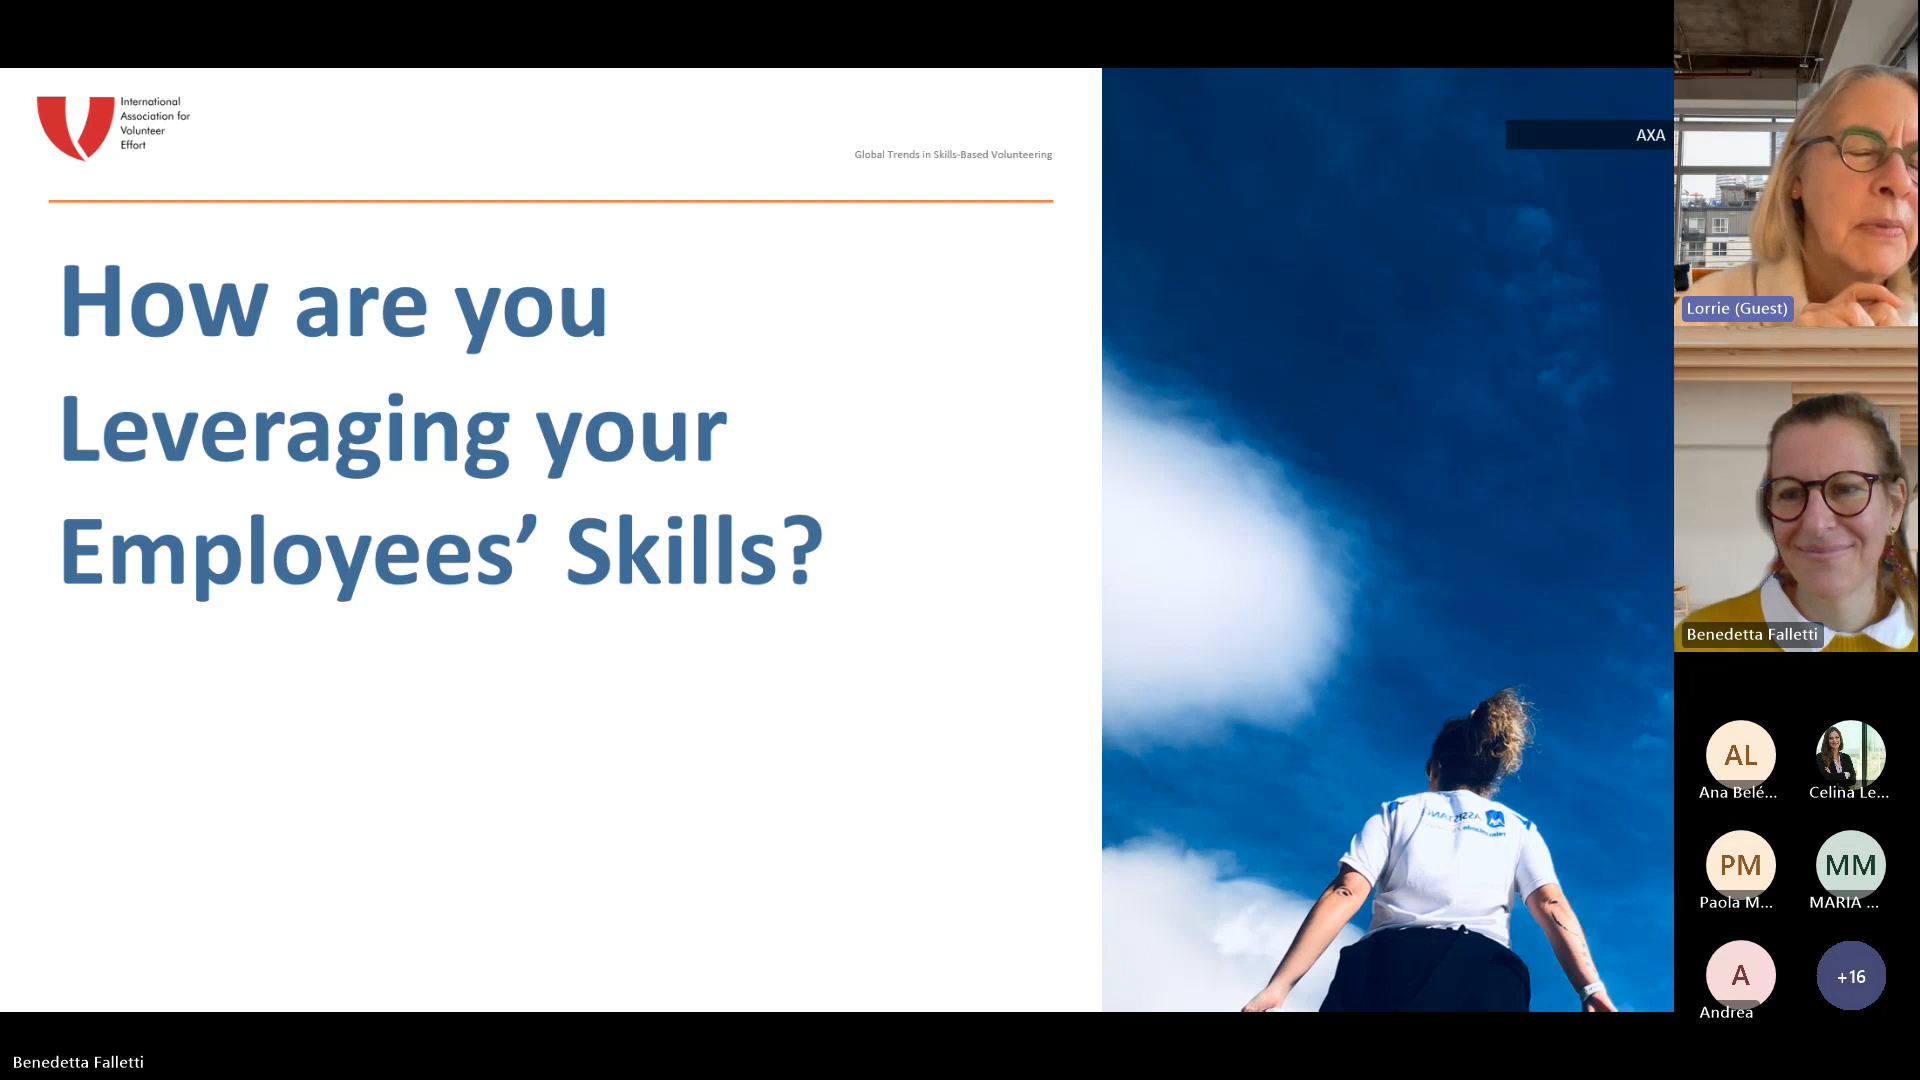 International
Association for
Volunteer
Effort
Global Trends in Skills-Based Volunteering
AXA
How are you
Leveraging your
Employees’ Skills?
Lorrie (Guest)
Benedetta Falletti
AL
Ana Belé...
Celina Le...
PM
Paola M...
MM
MARIA ...
A
Andrea
+16
Benedetta Falletti